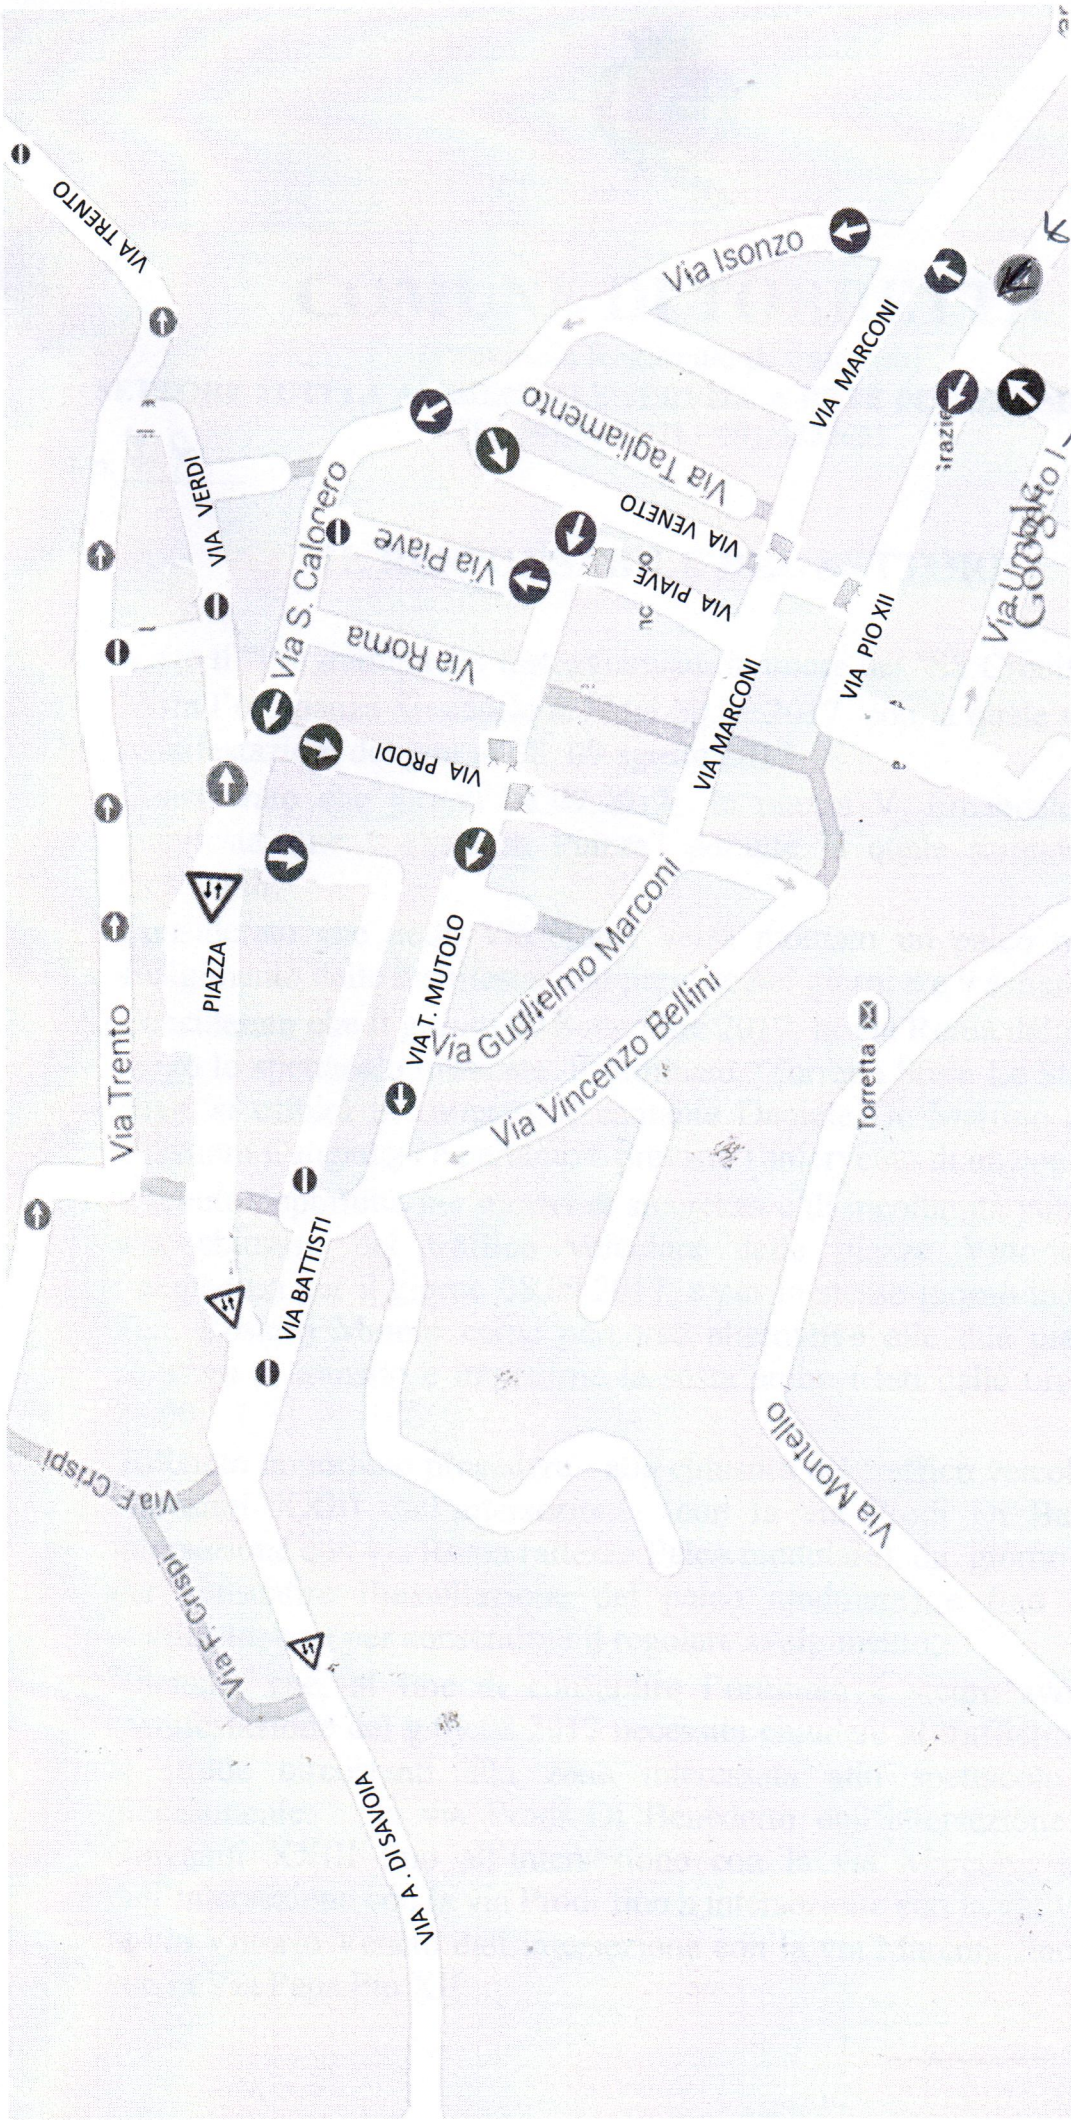 VIA TRENTO
VIA VERDI
Via S. Calogero
Via Isonzo
VIA MARCONI
Via Tagliamento
VIA VENETO
Via Piave
VIA PIAVE
Via Roma
VIA PRODI
VIA MARCONI
VIA PIO XII
Via Umberto I
Google
PIAZZA
Via Trento
VIA T. MUTOLO
Via Guglielmo Marconi
Via Vincenzo Bellini
Torretta
VIA BATTISTI
Via F. Crispi
Via F. Crispi
Via Montello
VIA A. DI SAVOIA